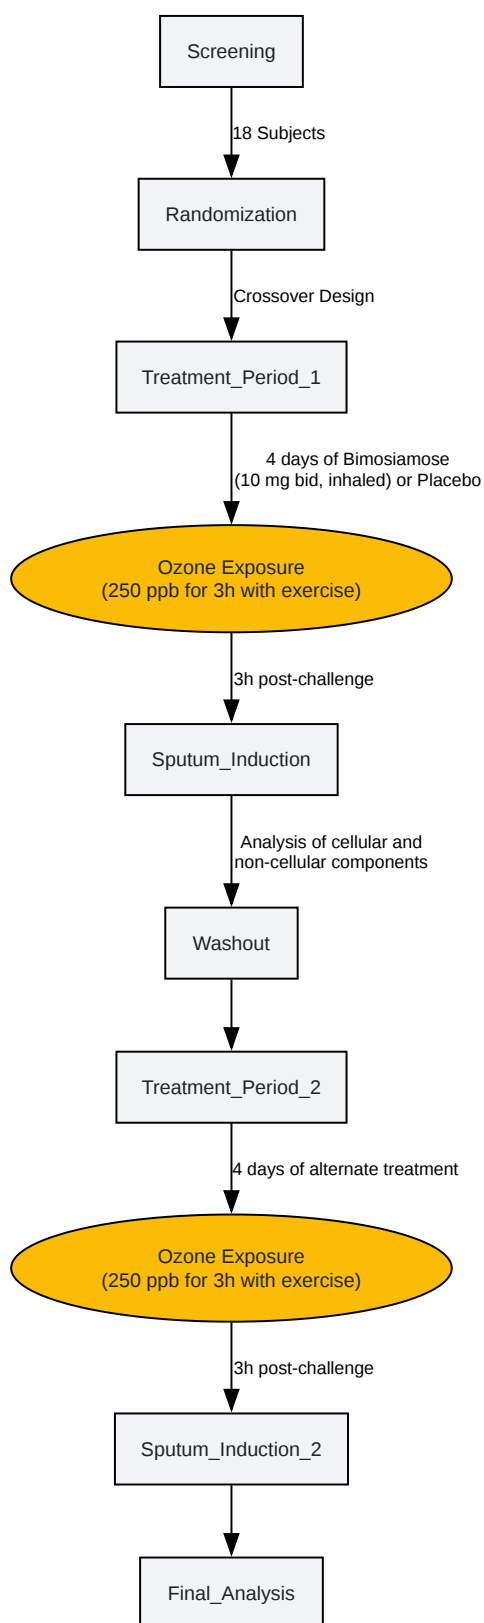 Screening
18 Subjects
Randomization
Crossover Design
Treatment_Period_1
4 days of Bimosiamose
(10 mg bid, inhaled) or Placebo
Ozone Exposure
(250 ppb for 3h with exercise)
3h post-challenge
Sputum_Induction
Analysis of cellular and
non-cellular components
Washout
Treatment_Period_2
4 days of alternate treatment
Ozone Exposure
(250 ppb for 3h with exercise)
3h post-challenge
Sputum_Induction_2
Final_Analysis